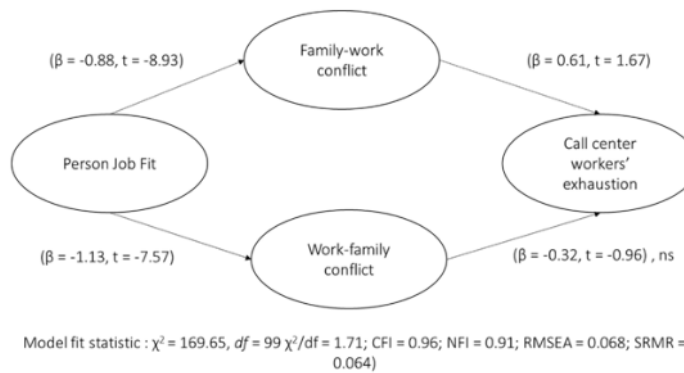 (β = -0.88, t = -8.93)
Family-work
conflict
(β = 0.61, t = 1.67)
Person Job Fit
Call center
workers'
exhaustion
(β = -1.13, t = -7.57)
Work-family
conflict
(β = -0.32, t = -0.96) , ns
Model fit statistic : χ² = 169.65, df = 99 χ²/df = 1.71; CFI = 0.96; NFI = 0.91; RMSEA = 0.068; SRMR =
0.064)